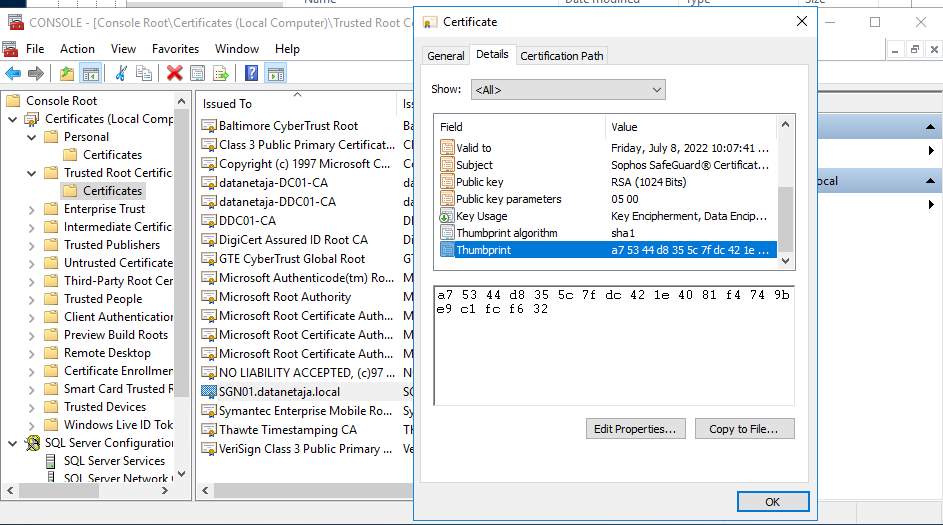 Date modified Type Size
CONSOLE - [Console Root\Certificates (Local Computer)\Trusted Root C
File Action View Favorites Window Help
Console Root
Certificates (Local Comp
Personal
Certificates
Trusted Root Certific
Certificates
Enterprise Trust
Intermediate Certific
Trusted Publishers
Untrusted Certificate
Third-Party Root Cer
Trusted People
Client Authentication
Preview Build Roots
Remote Desktop
Certificate Enrollmen
Smart Card Trusted R
Trusted Devices
Windows Live ID Tok
SQL Server Configuratio
SQL Server Services
SQL Server Network
Issued To
Baltimore CyberTrust Root
Class 3 Public Primary Certificat...
Copyright (c) 1997 Microsoft C...
datanetaja-DC01-CA
datanetaja-DDC01-CA
DDC01-CA
DigiCert Assured ID Root CA
GTE CyberTrust Global Root
Microsoft Authenticode(tm) Ro...
Microsoft Root Authority
Microsoft Root Certificate Auth...
Microsoft Root Certificate Auth...
Microsoft Root Certificate Auth...
NO LIABILITY ACCEPTED, (c)97 ...
SGN01.datanetaja.local
Symantec Enterprise Mobile Ro...
Thawte Timestamping CA
VeriSign Class 3 Public Primary ...
Certificate
General Details Certification Path
Show: <All>
Field Value
Valid to Friday, July 8, 2022 10:07:41 ...
Subject Sophos SafeGuard® Certificat...
Public key RSA (1024 Bits)
Public key parameters 05 00
Key Usage Key Encipherment, Data Encip...
Thumbprint algorithm sha1
Thumbprint a7 53 44 d8 35 5c 7f dc 42 1e ...
a7 53 44 d8 35 5c 7f dc 42 1e 40 81 f4 74 9b
e9 c1 fc f6 32
Edit Properties... Copy to File...
OK
ocal